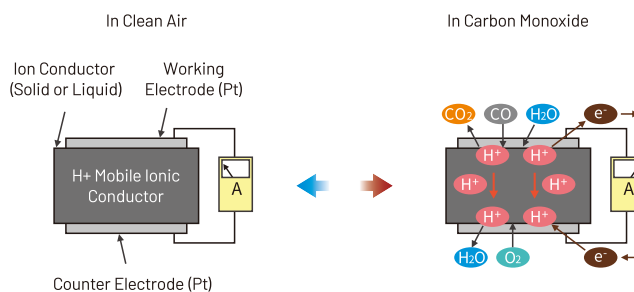 In Clean Air
In Carbon Monoxide
Ion Conductor
(Solid or Liquid)
Working
Electrode (Pt)
H+ Mobile Ionic
Conductor
A
Counter Electrode (Pt)
CO₂
CO
H₂O
e⁻
H⁺
H⁺
H⁺
H⁺
A
H⁺
H⁺
H₂O
O₂
e⁻